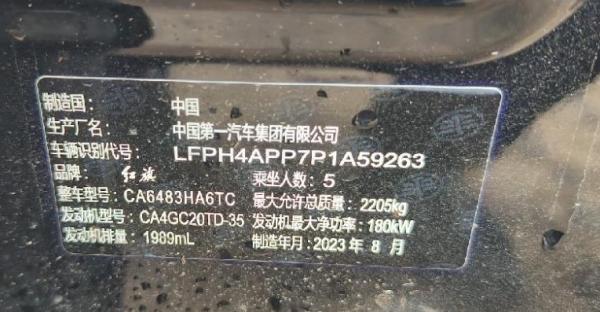 制造国： 中国
生产厂名： 中国第一汽车集团有限公司
车辆识别代号： LFPH4APP7P1A59263
品牌： 红旗 乘坐人数：5
整车型号：CA6483HA6TC 最大允许总质量：2205kg
发动机型号：CA4GC20TD-35 发动机最大净功率：180kW
发动机排量：1989mL 制造年月：2023年 8 月